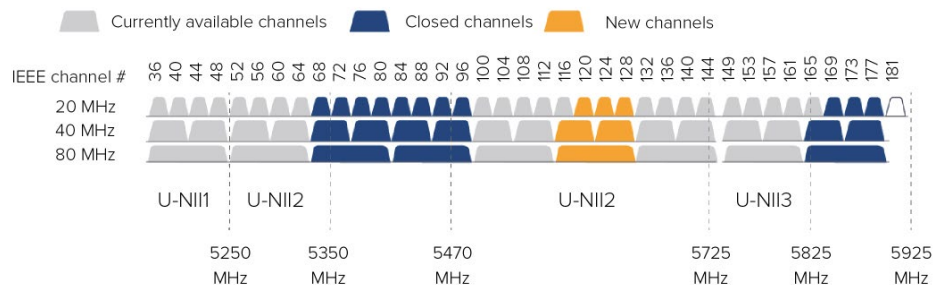 Currently available channels Closed channels New channels
IEEE channel # 36 40 44 48 52 56 60 64 68 72 76 80 84 88 92 96 100 104 108 112 116 120 124 128 132 136 140 144 149 153 157 161 165 169 173 177 181
20 MHz
40 MHz
80 MHz
U-NII1 U-NII2 U-NII2 U-NII3
5250 5350 5470 5725 5825 5925
MHz MHz MHz MHz MHz MHz